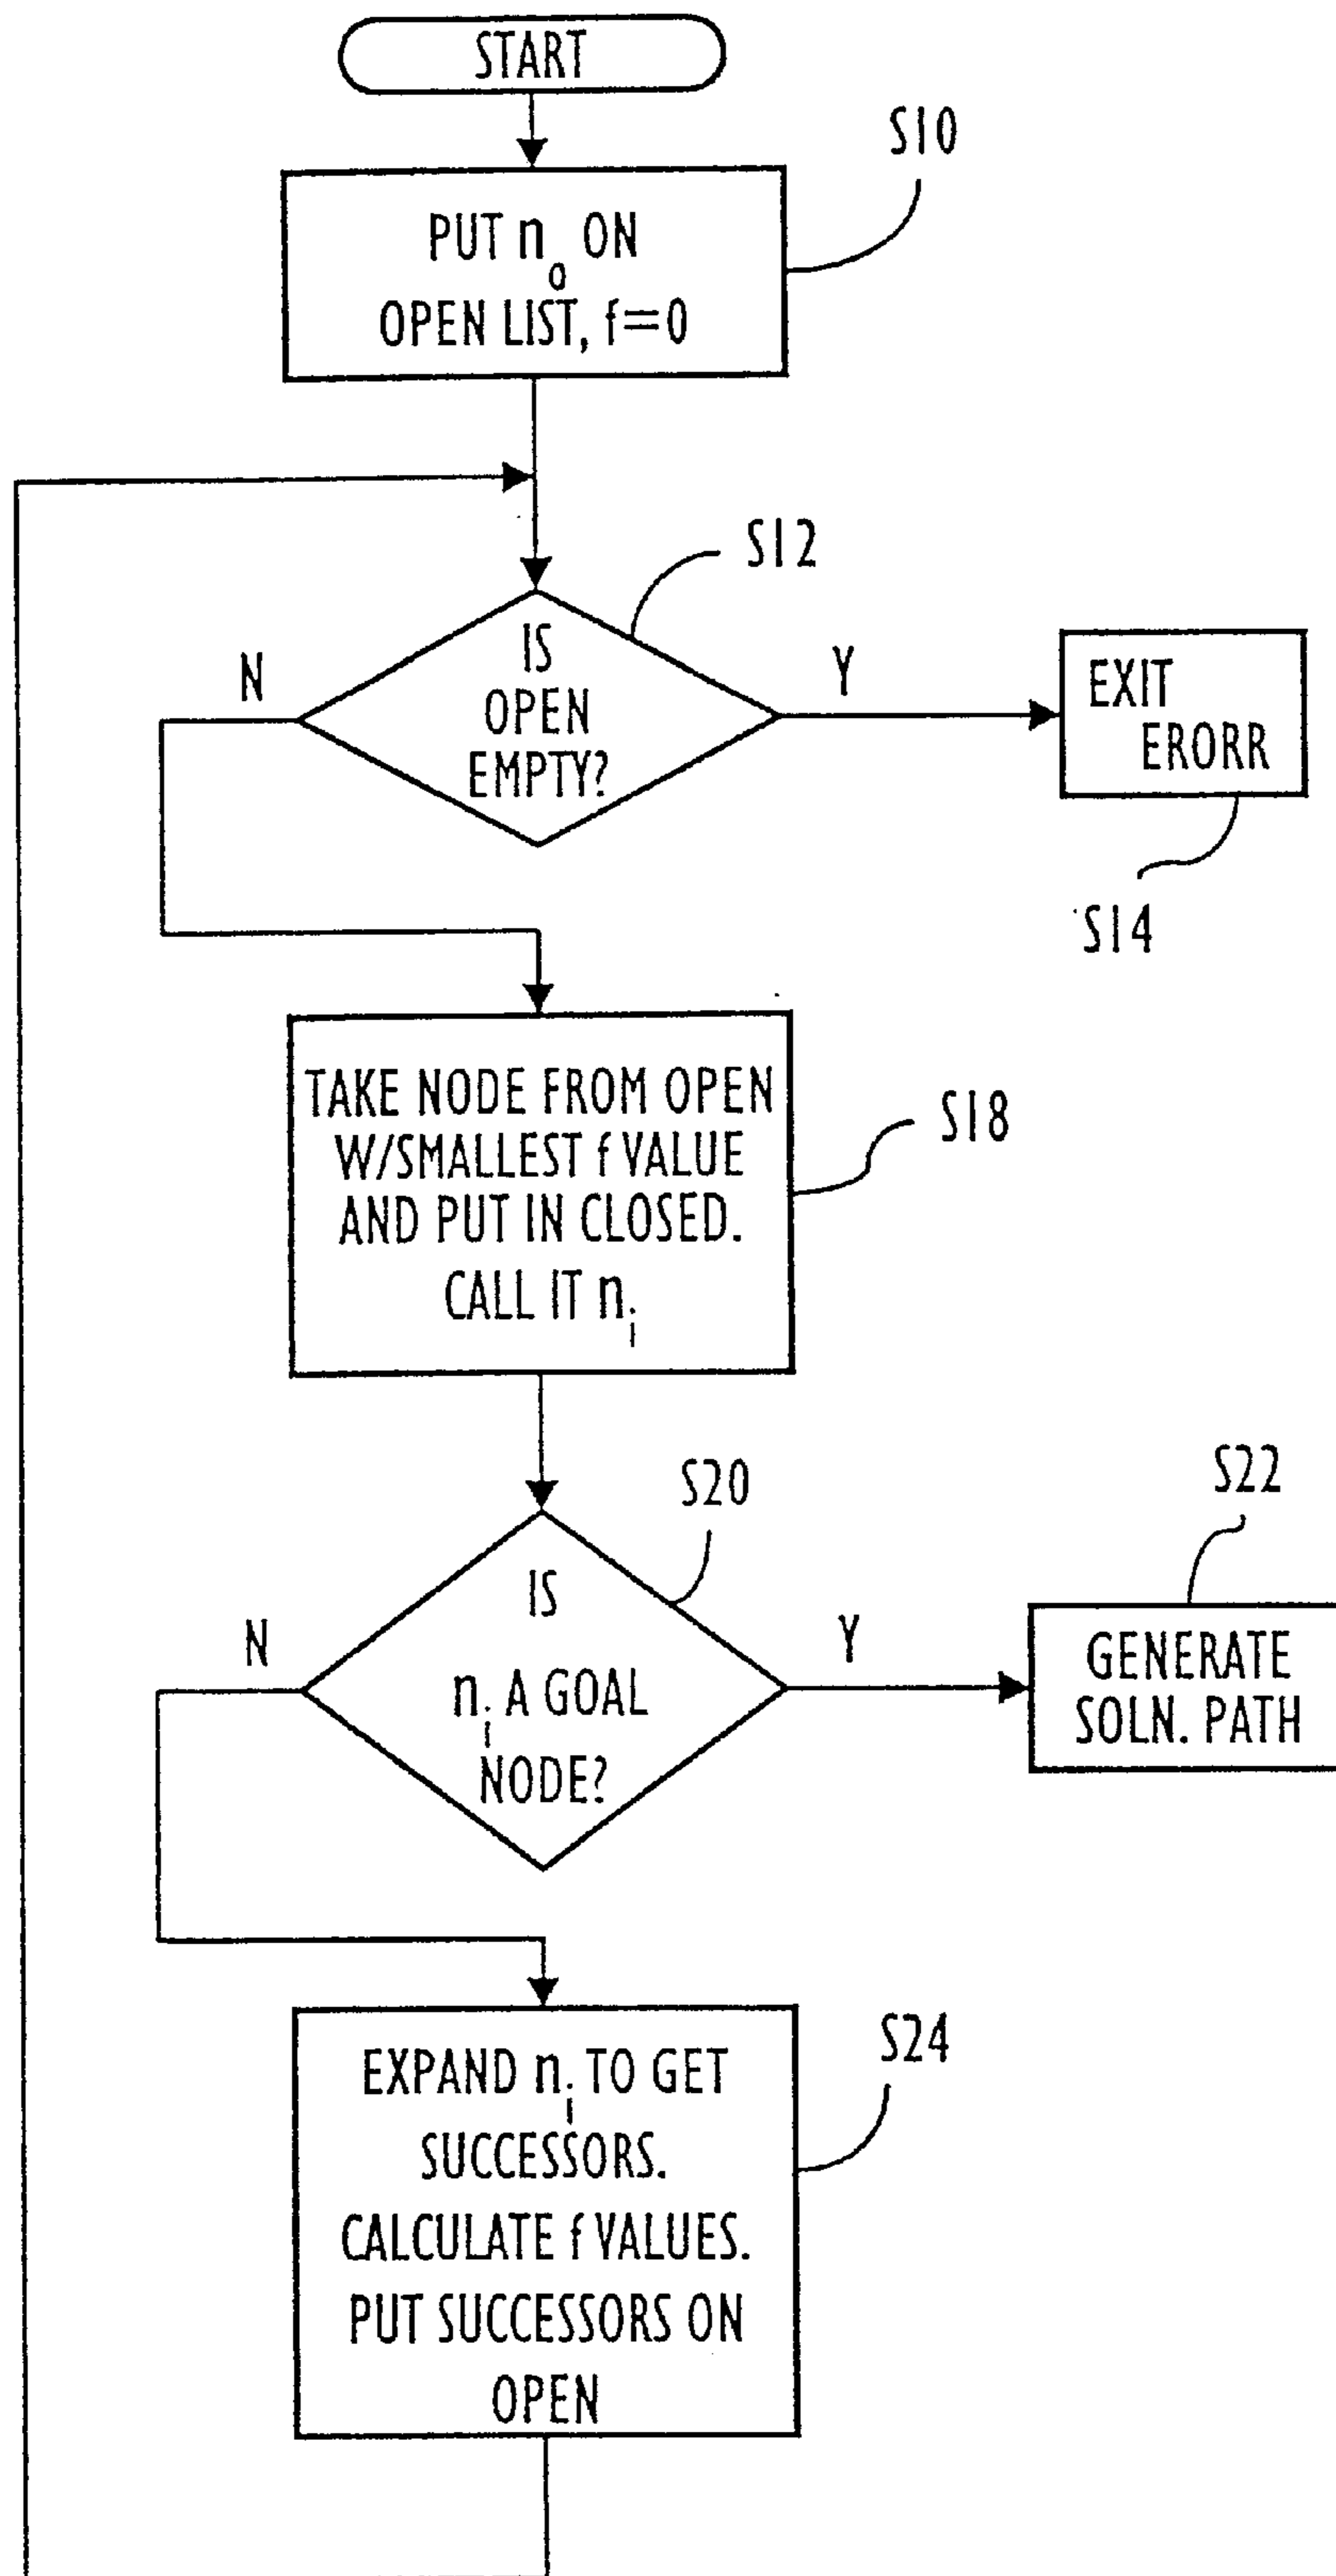 START
S10
PUT n₀ ON
OPEN LIST, f=0
S12
IS
OPEN
EMPTY?
N
Y
EXIT
ERORR
S14
TAKE NODE FROM OPEN
W/SMALLEST f VALUE
AND PUT IN CLOSED.
CALL IT nᵢ
S18
S20
IS
nᵢ A GOAL
NODE?
N
Y
S22
GENERATE
SOLN. PATH
S24
EXPAND nᵢ TO GET
SUCCESSORS.
CALCULATE f VALUES.
PUT SUCCESSORS ON
OPEN